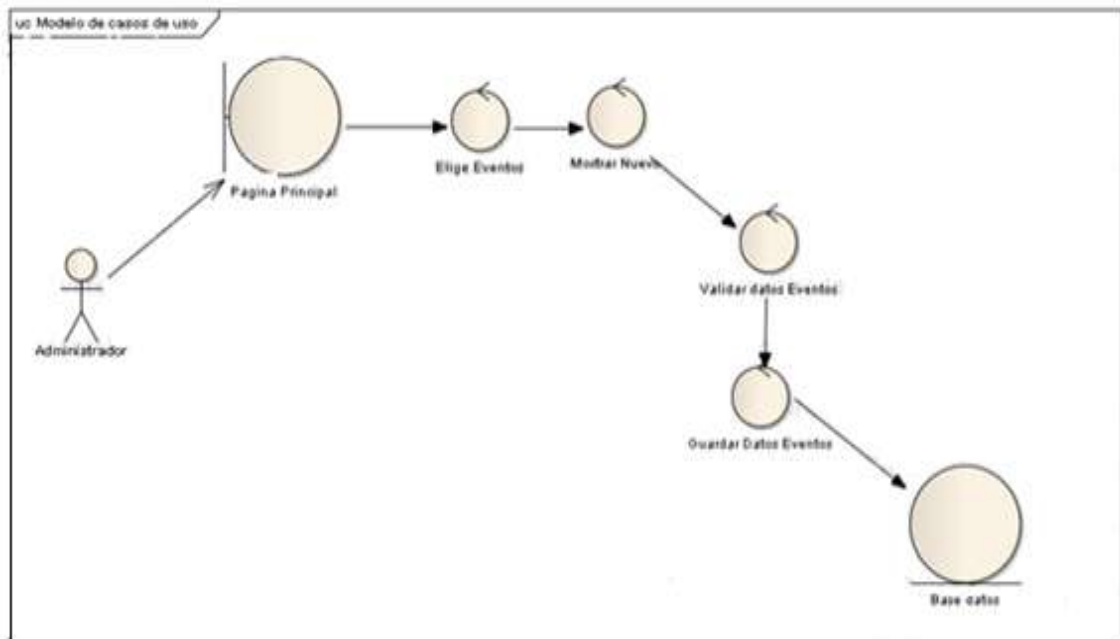 uc Modelo de casos de uso
Pagina Principal
Elige Eventos
Mostrar Nuevo
Validar datos Eventos
Administrador
Guardar Datos Eventos
Base datos